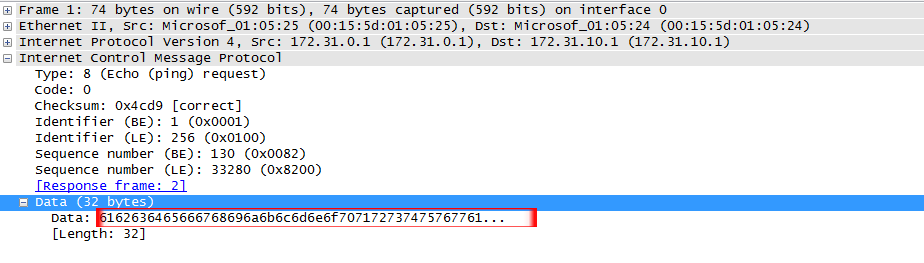 Frame 1: 74 bytes on wire (592 bits), 74 bytes captured (592 bits) on interface 0
Ethernet II, Src: Microsof_01:05:25 (00:15:5d:01:05:25), Dst: Microsof_01:05:24 (00:15:5d:01:05:24)
Internet Protocol Version 4, Src: 172.31.0.1 (172.31.0.1), Dst: 172.31.10.1 (172.31.10.1)
Internet Control Message Protocol
Type: 8 (Echo (ping) request)
Code: 0
Checksum: 0x4cd9 [correct]
Identifier (BE): 1 (0x0001)
Identifier (LE): 256 (0x0100)
Sequence number (BE): 130 (0x0082)
Sequence number (LE): 33280 (0x8200)
[Response frame: 2]
Data (32 bytes)
Data: 6162636465666768696a6b6c6d6e6f7071727374757677​61...
[Length: 32]